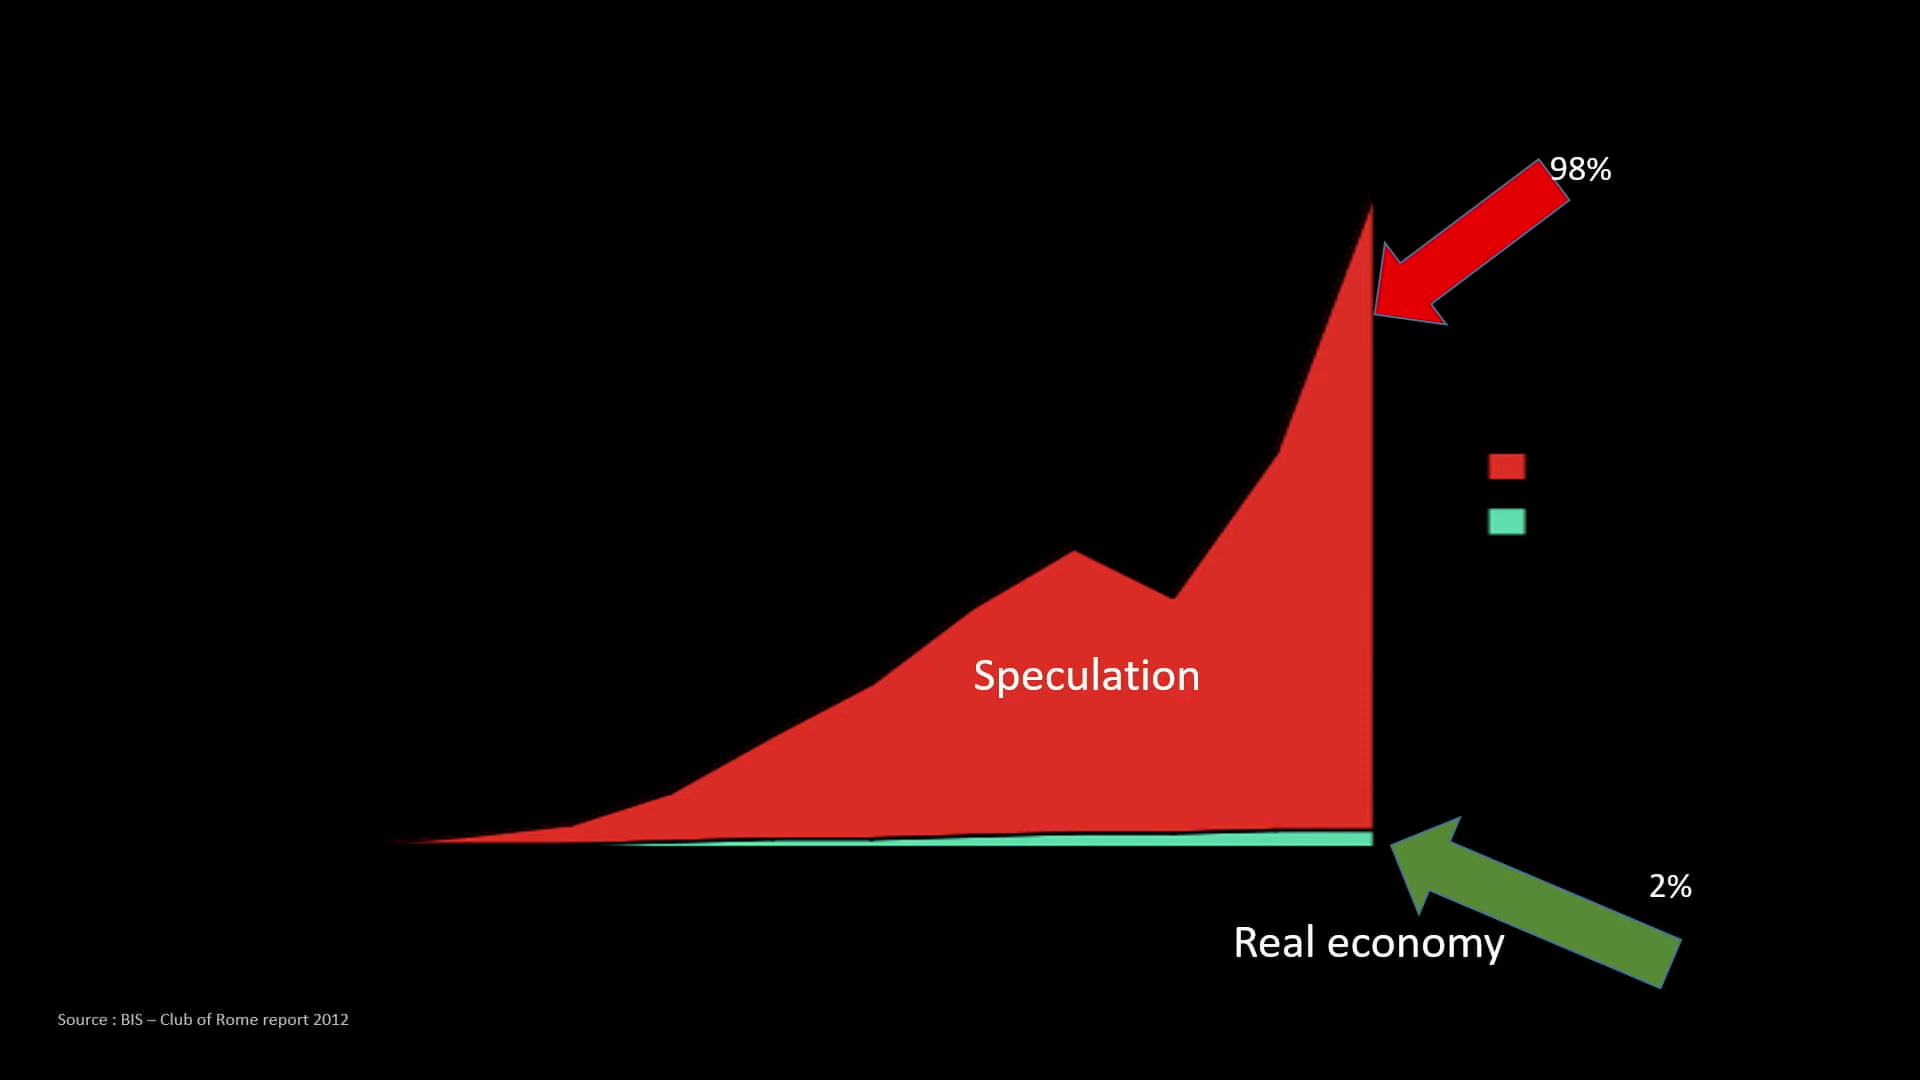 98%
Speculation
2%
Real economy
Source : BIS – Club of Rome report 2012